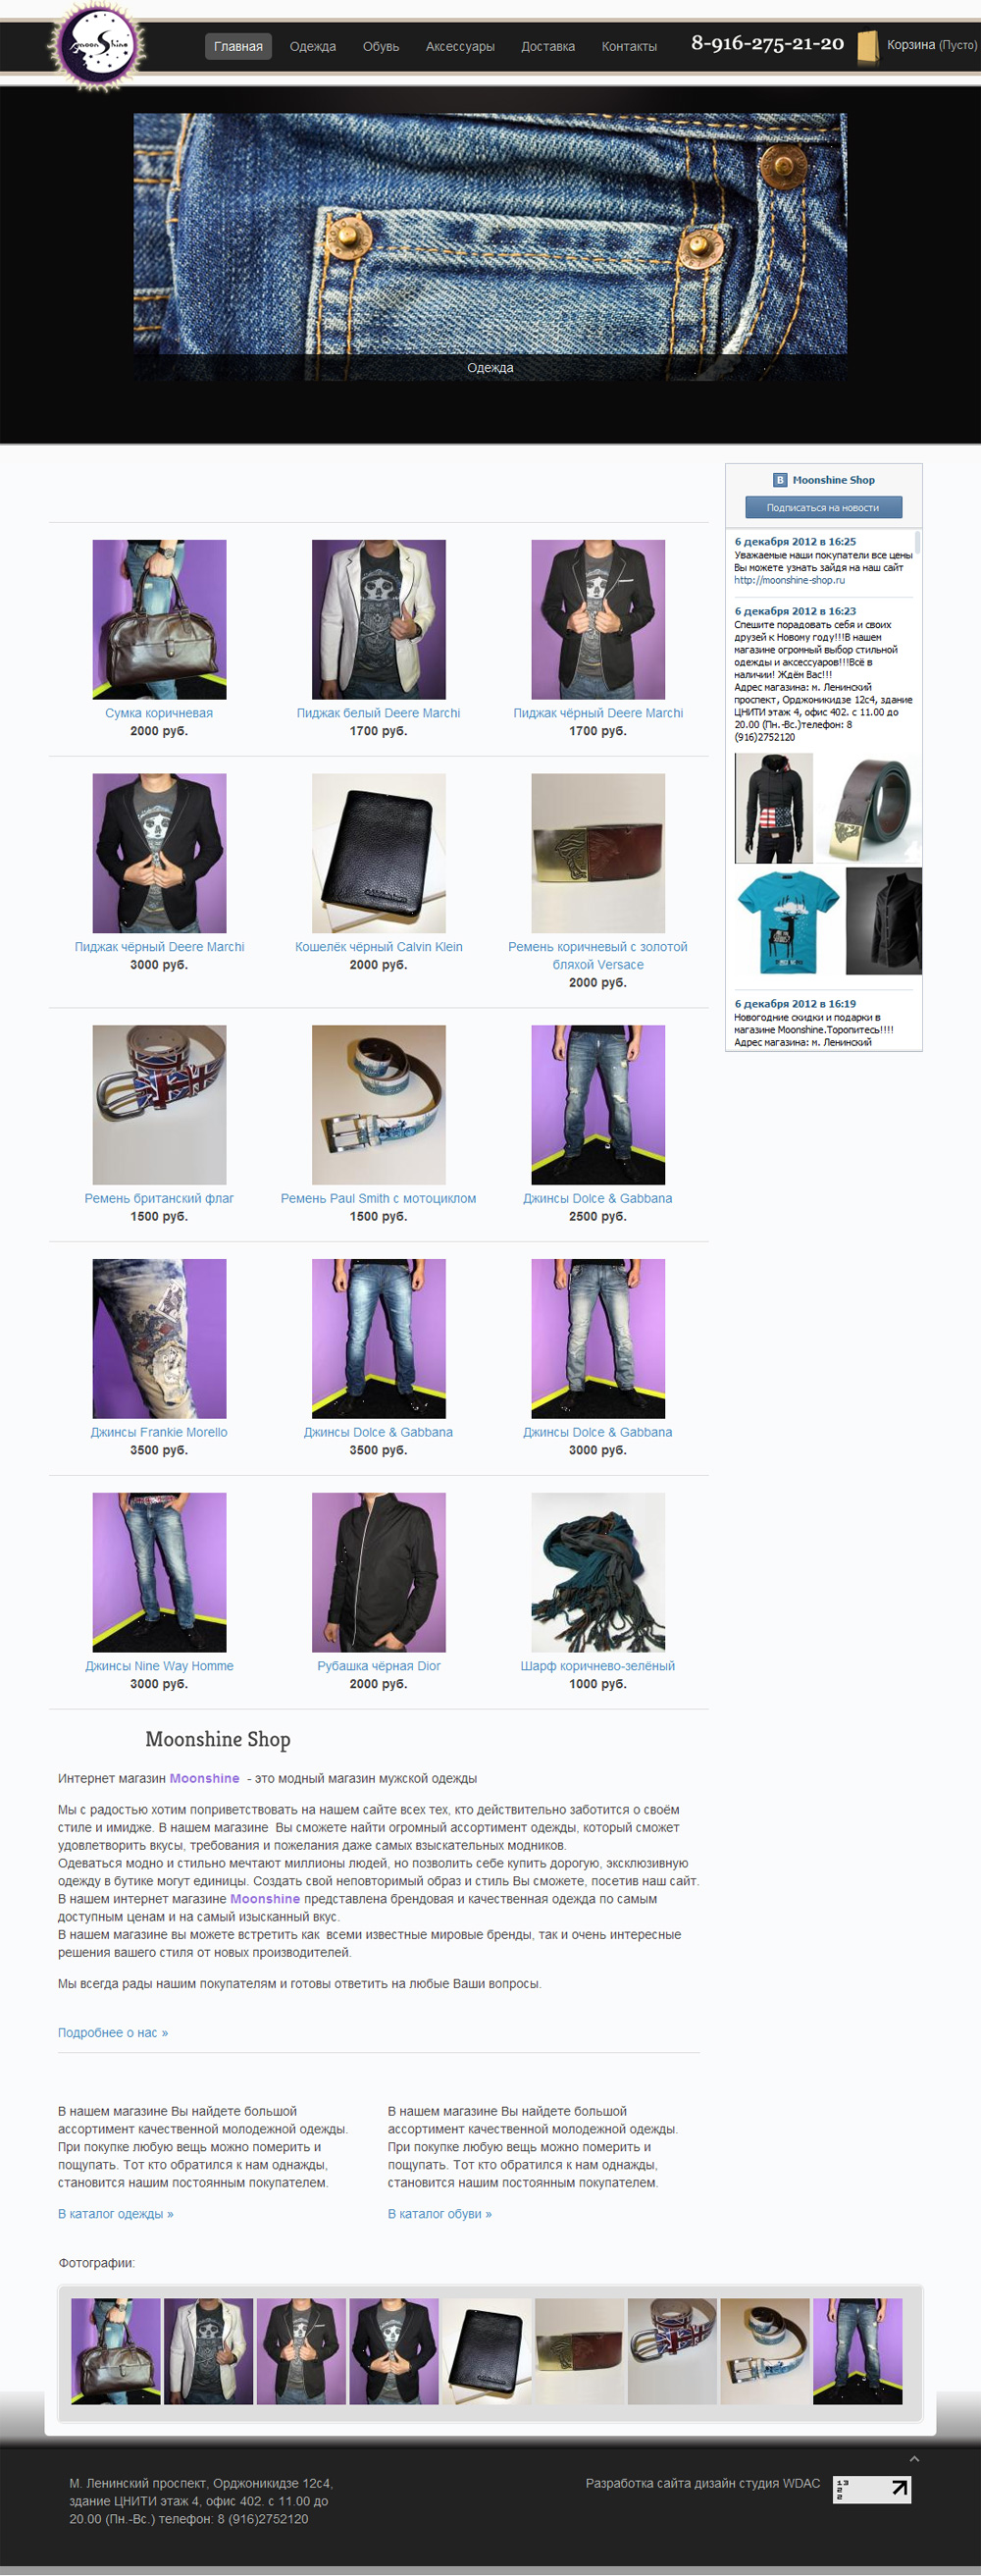 moonShine
Главная Одежда Обувь Аксессуары Доставка Контакты 8-916-275-21-20 Корзина (Пусто)
Одежда
Сумка коричневая
2000 руб.
Пиджак белый Deere Marchi
1700 руб.
Пиджак чёрный Deere Marchi
1700 руб.
Пиджак чёрный Deere Marchi
3000 руб.
Кошелёк чёрный Calvin Klein
2000 руб.
Ремень коричневый с золотой
бляхой Versace
2000 руб.
Ремень британский флаг
1500 руб.
Ремень Paul Smith с мотоциклом
1500 руб.
Джинсы Dolce & Gabbana
2500 руб.
Джинсы Frankie Morello
3500 руб.
Джинсы Dolce & Gabbana
3500 руб.
Джинсы Dolce & Gabbana
3000 руб.
Джинсы Nine Way Homme
3000 руб.
Рубашка чёрная Dior
2000 руб.
Шарф коричнево-зелёный
1000 руб.
В Moonshine Shop
Подписаться на новости
6 декабря 2012 в 16:25
Уважаемые наши покупатели все цены
Вы можете узнать зайдя на наш сайт
http://moonshine-shop.ru
6 декабря 2012 в 16:23
Спешите порадовать себя и своих
друзей к Новому году!!!В нашем
магазине огромный выбор стильной
одежды и аксессуаров!!!Всё в
наличии! Ждём Вас!!!
Адрес магазина: м. Ленинский
проспект, Орджоникидзе 12с4, здание
ЦНИТИ этаж 4, офис 402. с 11.00 до
20.00 (Пн.-Вс.)телефон: 8
(916)2752120
6 декабря 2012 в 16:19
Новогодние скидки и подарки в
магазине Moonshine.Торопитесь!!!!
Адрес магазина: м. Ленинский
Moonshine Shop
Интернет магазин Moonshine - это модный магазин мужской одежды
Мы с радостью хотим поприветствовать на нашем сайте всех тех, кто действительно заботится о своём
стиле и имидже. В нашем магазине Вы сможете найти огромный ассортимент одежды, который сможет
удовлетворить вкусы, требования и пожелания даже самых взыскательных модников.
Одеваться модно и стильно мечтают миллионы людей, но позволить себе купить дорогую, эксклюзивную
одежду в бутике могут единицы. Создать свой неповторимый образ и стиль Вы сможете, посетив наш сайт.
В нашем интернет магазине Moonshine представлена брендовая и качественная одежда по самым
доступным ценам и на самый изысканный вкус.
В нашем магазине вы можете встретить как всеми известные мировые бренды, так и очень интересные
решения вашего стиля от новых производителей.
Мы всегда рады нашим покупателям и готовы ответить на любые Ваши вопросы.
Подробнее о нас »
В нашем магазине Вы найдете большой
ассортимент качественной молодежной одежды.
При покупке любую вещь можно померить и
пощупать. Тот кто обратился к нам однажды,
становится нашим постоянным покупателем.
В каталог одежды »
В нашем магазине Вы найдете большой
ассортимент качественной молодежной одежды.
При покупке любую вещь можно померить и
пощупать. Тот кто обратился к нам однажды,
становится нашим постоянным покупателем.
В каталог обуви »
Фотографии:
М. Ленинский проспект, Орджоникидзе 12с4,
здание ЦНИТИ этаж 4, офис 402. с 11.00 до
20.00 (Пн.-Вс.) телефон: 8 (916)2752120
Разработка сайта дизайн студия WDAC
13
2
2